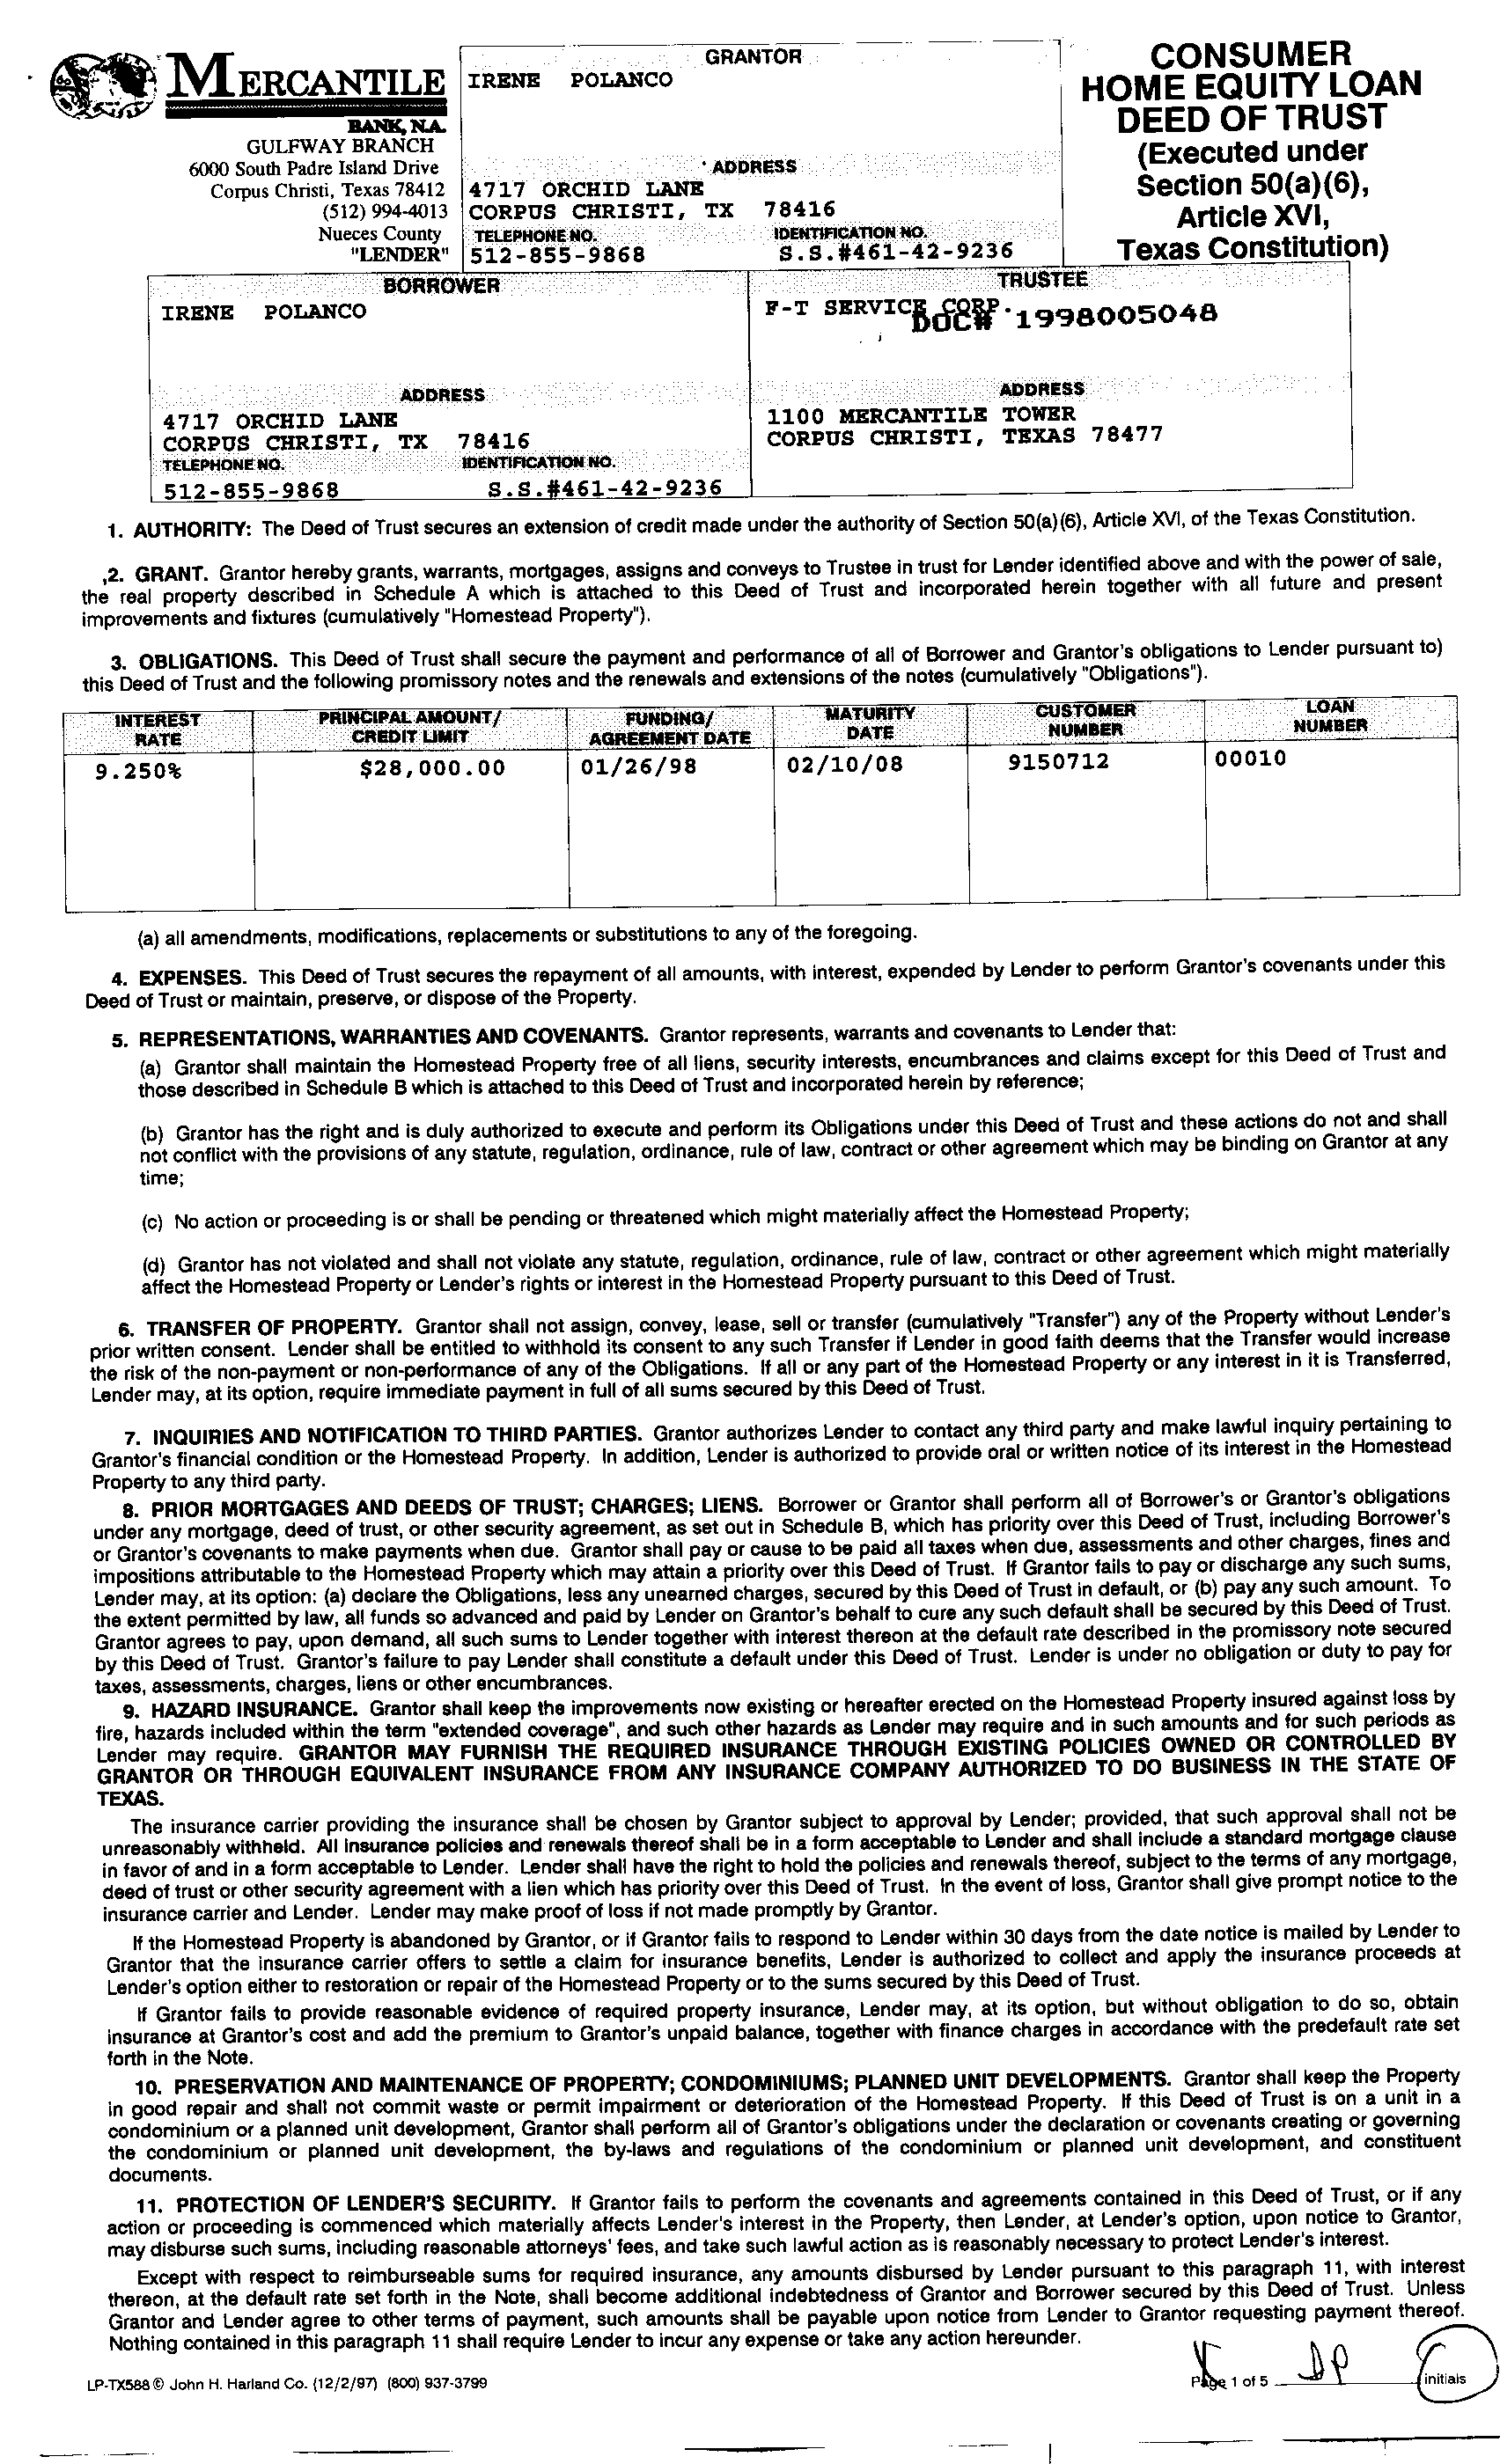 MERCANTILE
BANK, N.A.
GULFWAY BRANCH
6000 South Padre Island Drive
Corpus Christi, Texas 78412
(512) 994-4013
Nueces County
"LENDER"
GRANTOR
IRENE POLANCO
ADDRESS
4717 ORCHID LANE
CORPUS CHRISTI, TX 78416
TELEPHONE NO. IDENTIFICATION NO.
512-855-9868 S.S.#461-42-9236
CONSUMER
HOME EQUITY LOAN
DEED OF TRUST
(Executed under
Section 50(a)(6),
Article XVI,
Texas Constitution)
BORROWER
IRENE POLANCO
ADDRESS
4717 ORCHID LANE
CORPUS CHRISTI, TX 78416
TELEPHONE NO. IDENTIFICATION NO.
512-855-9868 S.S.#461-42-9236
TRUSTEE
F-T SERVICE CORP.
DOC# 1998005048
ADDRESS
1100 MERCANTILE TOWER
CORPUS CHRISTI, TEXAS 78477
1. AUTHORITY: The Deed of Trust secures an extension of credit made under the authority of Section 50(a)(6), Article XVI, of the Texas Constitution.
2. GRANT. Grantor hereby grants, warrants, mortgages, assigns and conveys to Trustee in trust for Lender identified above and with the power of sale,
the real property described in Schedule A which is attached to this Deed of Trust and incorporated herein together with all future and present
improvements and fixtures (cumulatively "Homestead Property").
3. OBLIGATIONS. This Deed of Trust shall secure the payment and performance of all of Borrower and Grantor's obligations to Lender pursuant to)
this Deed of Trust and the following promissory notes and the renewals and extensions of the notes (cumulatively "Obligations").
INTEREST RATE PRINCIPAL AMOUNT/ CREDIT LIMIT FUNDING/ AGREEMENT DATE MATURITY DATE CUSTOMER NUMBER LOAN NUMBER
9.250% $28,000.00 01/26/98 02/10/08 9150712 00010
(a) all amendments, modifications, replacements or substitutions to any of the foregoing.
4. EXPENSES. This Deed of Trust secures the repayment of all amounts, with interest, expended by Lender to perform Grantor's covenants under this
Deed of Trust or maintain, preserve, or dispose of the Property.
5. REPRESENTATIONS, WARRANTIES AND COVENANTS. Grantor represents, warrants and covenants to Lender that:
(a) Grantor shall maintain the Homestead Property free of all liens, security interests, encumbrances and claims except for this Deed of Trust and
those described in Schedule B which is attached to this Deed of Trust and incorporated herein by reference;
(b) Grantor has the right and is duly authorized to execute and perform its Obligations under this Deed of Trust and these actions do not and shall
not conflict with the provisions of any statute, regulation, ordinance, rule of law, contract or other agreement which may be binding on Grantor at any
time;
(c) No action or proceeding is or shall be pending or threatened which might materially affect the Homestead Property;
(d) Grantor has not violated and shall not violate any statute, regulation, ordinance, rule of law, contract or other agreement which might materially
affect the Homestead Property or Lender's rights or interest in the Homestead Property pursuant to this Deed of Trust.
6. TRANSFER OF PROPERTY. Grantor shall not assign, convey, lease, sell or transfer (cumulatively "Transfer") any of the Property without Lender's
prior written consent. Lender shall be entitled to withhold its consent to any such Transfer if Lender in good faith deems that the Transfer would increase
the risk of the non-payment or non-performance of any of the Obligations. If all or any part of the Homestead Property or any interest in it is Transferred,
Lender may, at its option, require immediate payment in full of all sums secured by this Deed of Trust.
7. INQUIRIES AND NOTIFICATION TO THIRD PARTIES. Grantor authorizes Lender to contact any third party and make lawful inquiry pertaining to
Grantor's financial condition or the Homestead Property. In addition, Lender is authorized to provide oral or written notice of its interest in the Homestead
Property to any third party.
8. PRIOR MORTGAGES AND DEEDS OF TRUST; CHARGES; LIENS. Borrower or Grantor shall perform all of Borrower's or Grantor's obligations
under any mortgage, deed of trust, or other security agreement, as set out in Schedule B, which has priority over this Deed of Trust, including Borrower's
or Grantor's covenants to make payments when due. Grantor shall pay or cause to be paid all taxes when due, assessments and other charges, fines and
impositions attributable to the Homestead Property which may attain a priority over this Deed of Trust. If Grantor fails to pay or discharge any such sums,
Lender may, at its option: (a) declare the Obligations, less any unearned charges, secured by this Deed of Trust in default, or (b) pay any such amount. To
the extent permitted by law, all funds so advanced and paid by Lender on Grantor's behalf to cure any such default shall be secured by this Deed of Trust.
Grantor agrees to pay, upon demand, all such sums to Lender together with interest thereon at the default rate described in the promissory note secured
by this Deed of Trust. Grantor's failure to pay Lender shall constitute a default under this Deed of Trust. Lender is under no obligation or duty to pay for
taxes, assessments, charges, liens or other encumbrances.
9. HAZARD INSURANCE. Grantor shall keep the improvements now existing or hereafter erected on the Homestead Property insured against loss by
fire, hazards included within the term "extended coverage", and such other hazards as Lender may require and in such amounts and for such periods as
Lender may require. GRANTOR MAY FURNISH THE REQUIRED INSURANCE THROUGH EXISTING POLICIES OWNED OR CONTROLLED BY
GRANTOR OR THROUGH EQUIVALENT INSURANCE FROM ANY INSURANCE COMPANY AUTHORIZED TO DO BUSINESS IN THE STATE OF
TEXAS.
The insurance carrier providing the insurance shall be chosen by Grantor subject to approval by Lender; provided, that such approval shall not be
unreasonably withheld. All insurance policies and renewals thereof shall be in a form acceptable to Lender and shall include a standard mortgage clause
in favor of and in a form acceptable to Lender. Lender shall have the right to hold the policies and renewals thereof, subject to the terms of any mortgage,
deed of trust or other security agreement with a lien which has priority over this Deed of Trust. In the event of loss, Grantor shall give prompt notice to the
insurance carrier and Lender. Lender may make proof of loss if not made promptly by Grantor.
If the Homestead Property is abandoned by Grantor, or if Grantor fails to respond to Lender within 30 days from the date notice is mailed by Lender to
Grantor that the insurance carrier offers to settle a claim for insurance benefits, Lender is authorized to collect and apply the insurance proceeds at
Lender's option either to restoration or repair of the Homestead Property or to the sums secured by this Deed of Trust.
If Grantor fails to provide reasonable evidence of required property insurance, Lender may, at its option, but without obligation to do so, obtain
insurance at Grantor's cost and add the premium to Grantor's unpaid balance, together with finance charges in accordance with the predefault rate set
forth in the Note.
10. PRESERVATION AND MAINTENANCE OF PROPERTY; CONDOMINIUMS; PLANNED UNIT DEVELOPMENTS. Grantor shall keep the Property
in good repair and shall not commit waste or permit impairment or deterioration of the Homestead Property. If this Deed of Trust is on a unit in a
condominium or a planned unit development, Grantor shall perform all of Grantor's obligations under the declaration or covenants creating or governing
the condominium or planned unit development, the by-laws and regulations of the condominium or planned unit development, and constituent
documents.
11. PROTECTION OF LENDER'S SECURITY. If Grantor fails to perform the covenants and agreements contained in this Deed of Trust, or if any
action or proceeding is commenced which materially affects Lender's interest in the Property, then Lender, at Lender's option, upon notice to Grantor,
may disburse such sums, including reasonable attorneys' fees, and take such lawful action as is reasonably necessary to protect Lender's interest.
Except with respect to reimburseable sums for required insurance, any amounts disbursed by Lender pursuant to this paragraph 11, with interest
thereon, at the default rate set forth in the Note, shall become additional indebtedness of Grantor and Borrower secured by this Deed of Trust. Unless
Grantor and Lender agree to other terms of payment, such amounts shall be payable upon notice from Lender to Grantor requesting payment thereof.
Nothing contained in this paragraph 11 shall require Lender to incur any expense or take any action hereunder.
LP-TX588 © John H. Harland Co. (12/2/97) (800) 937-3799
Page 1 of 5 initials